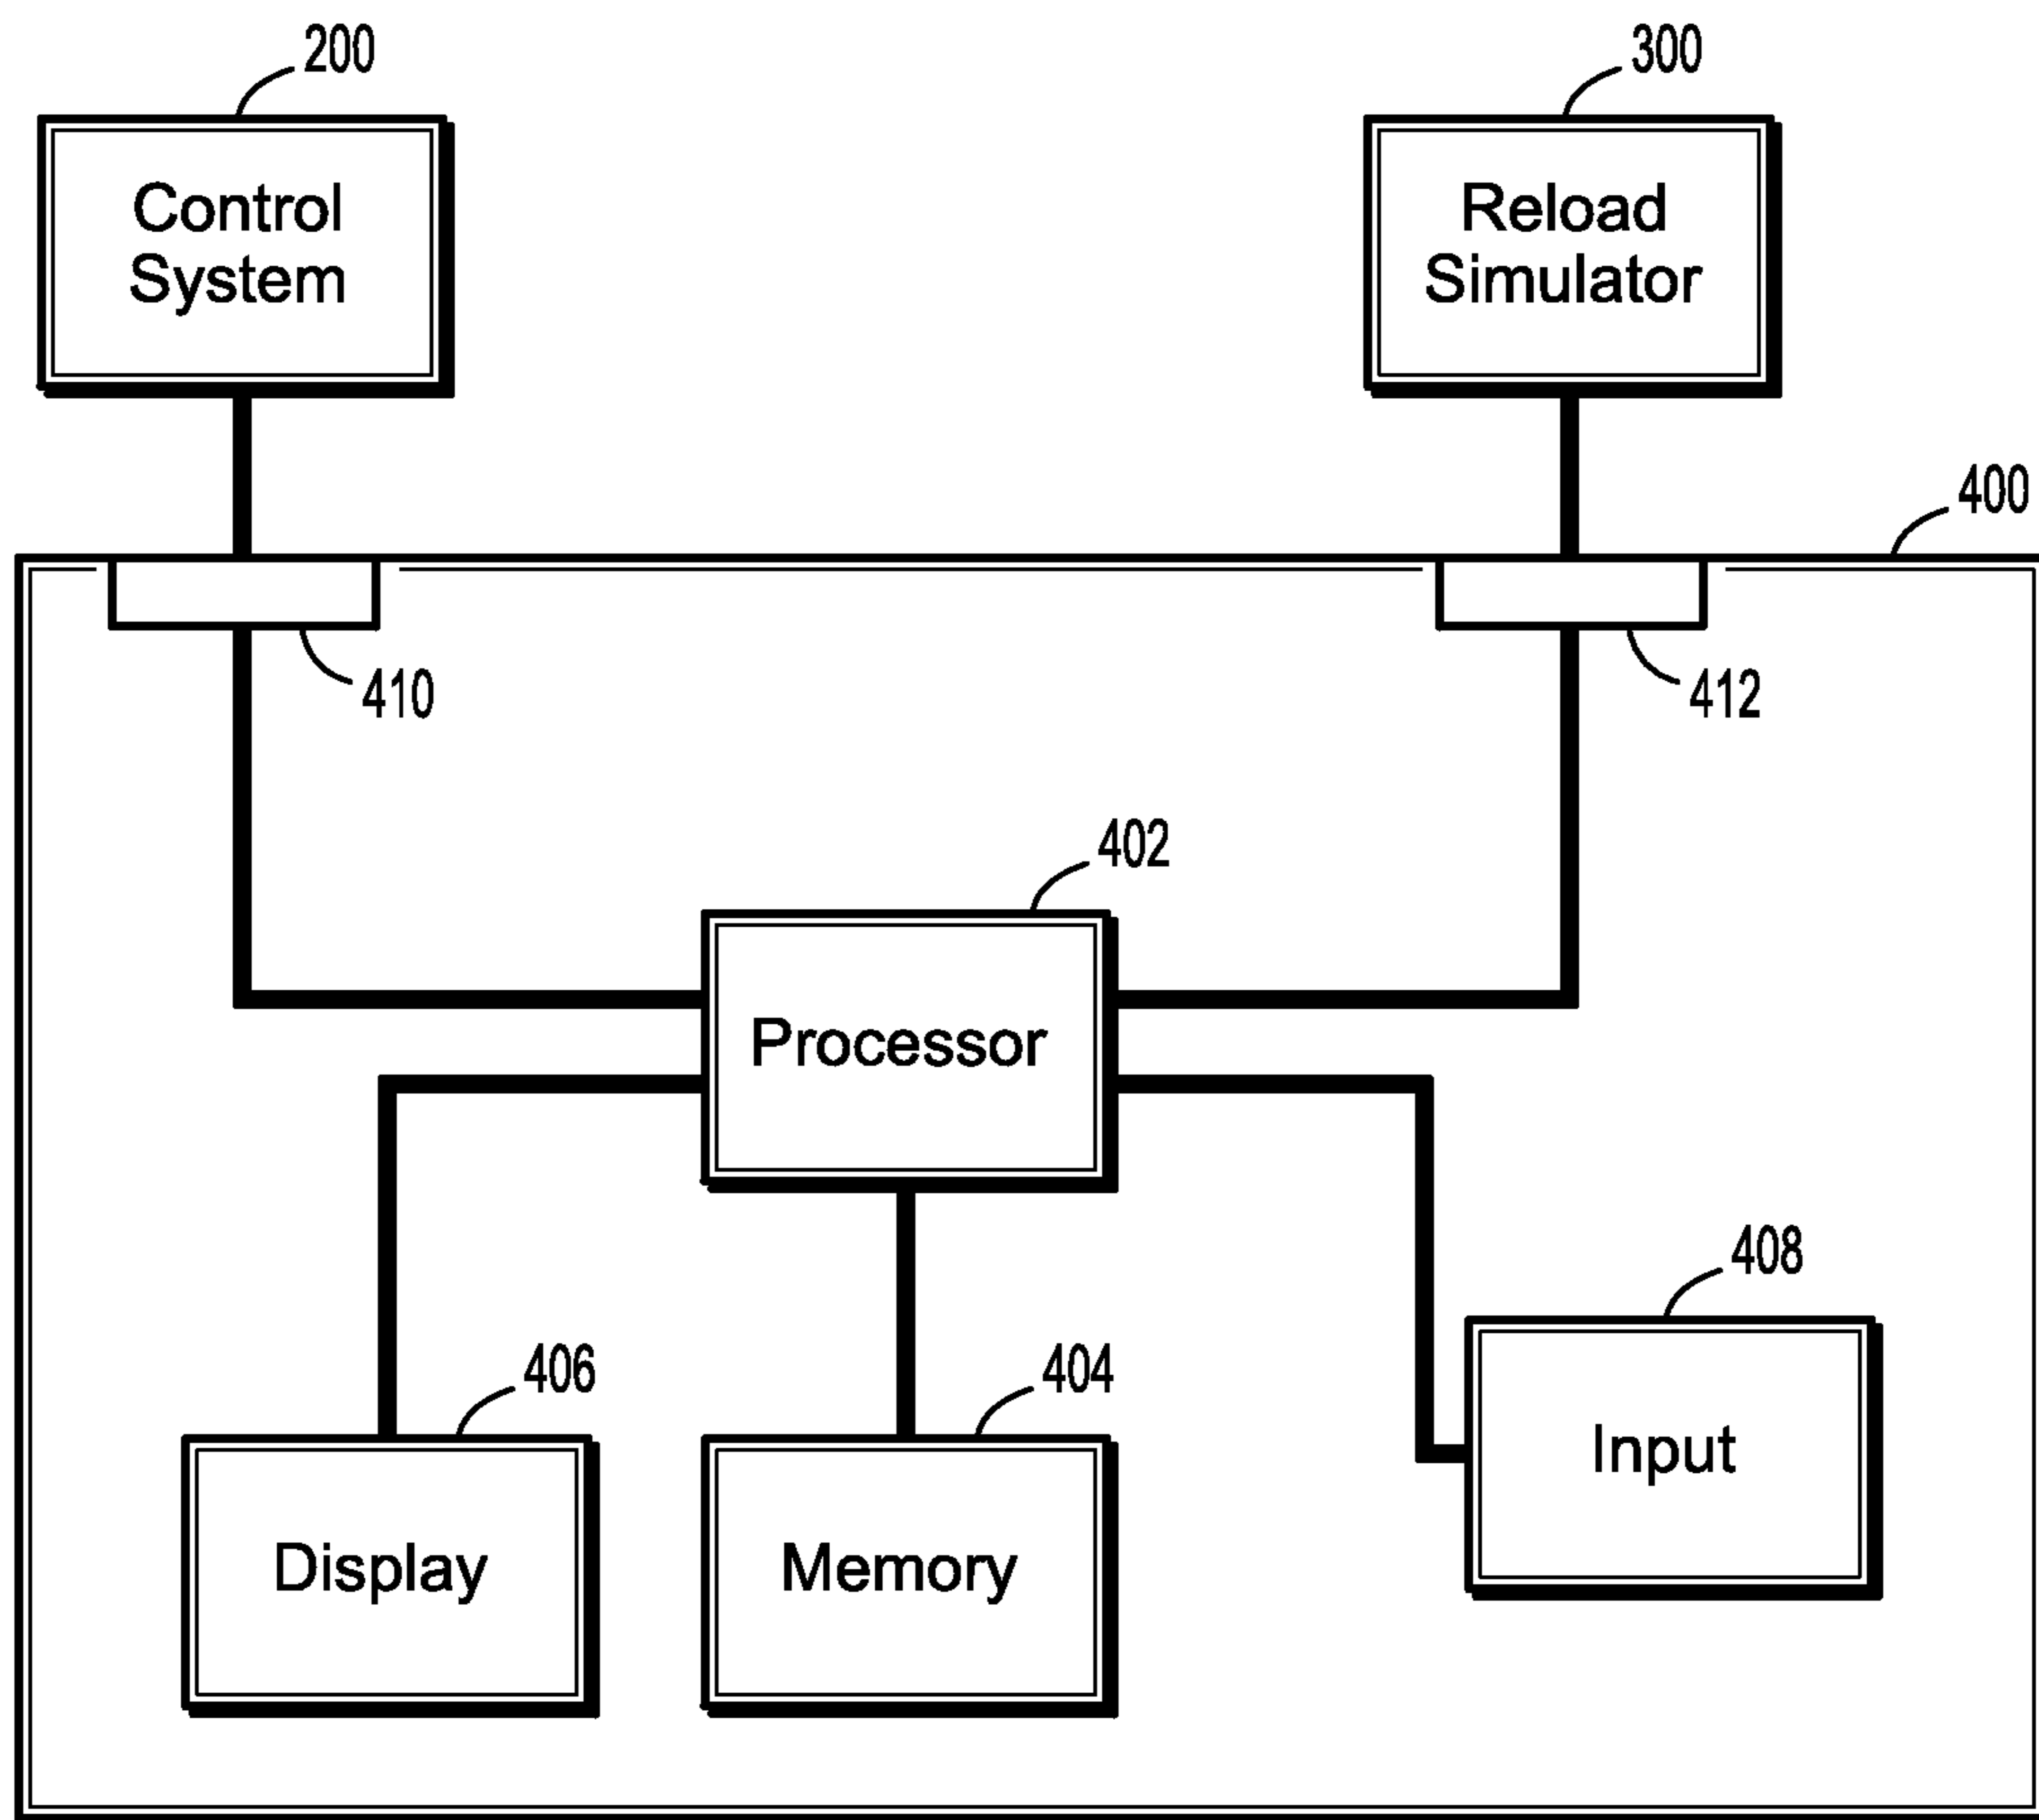 200
300
Control
System
Reload
Simulator
400
410
412
402
Processor
408
406
404
Input
Display
Memory